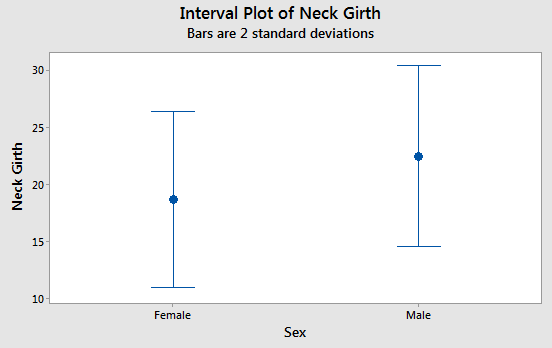 Interval Plot of Neck Girth
Bars are 2 standard deviations
30
25
20
15
10
Neck Girth
Female
Male
Sex